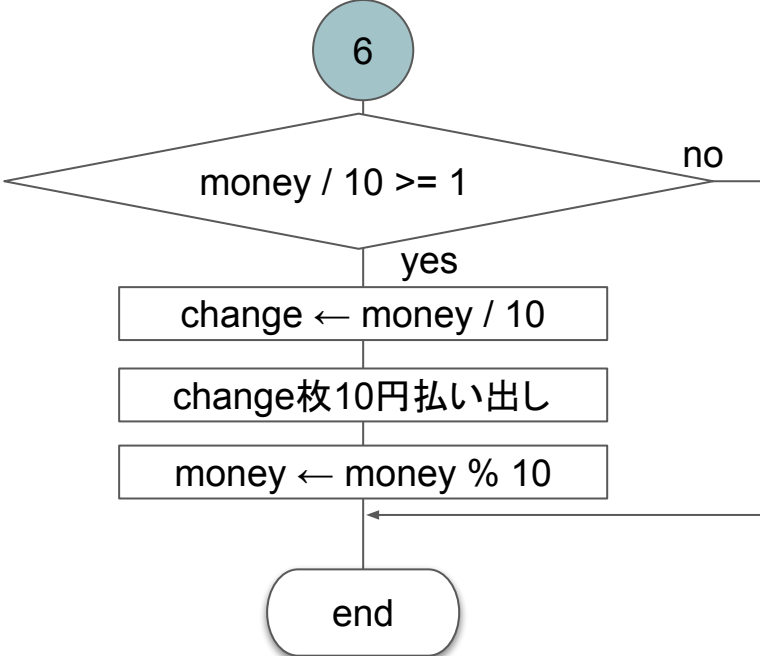 6
money / 10 >= 1
no
yes
change ← money / 10
change枚10円払い出し
money ← money % 10
end